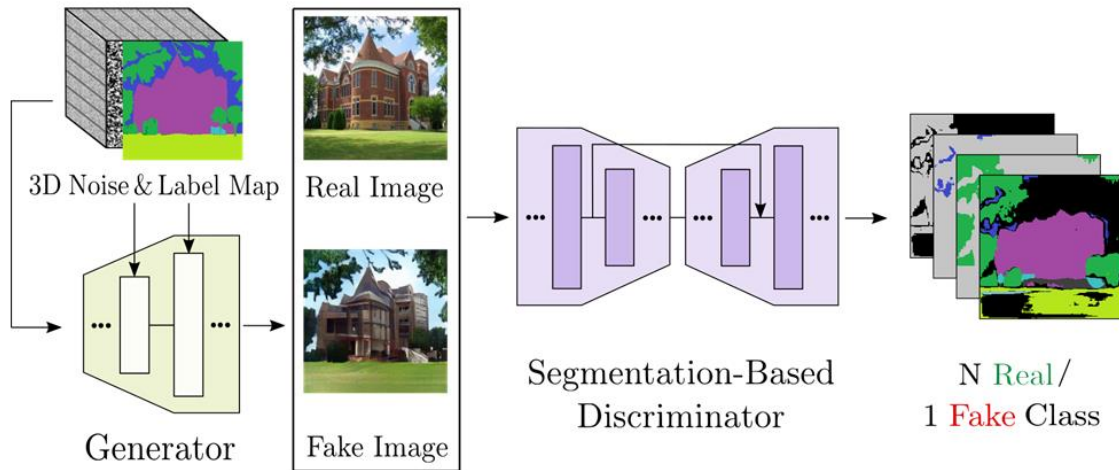 3D Noise & Label Map
Generator
Real Image
Fake Image
Segmentation-Based
Discriminator
N Real/
1 Fake Class